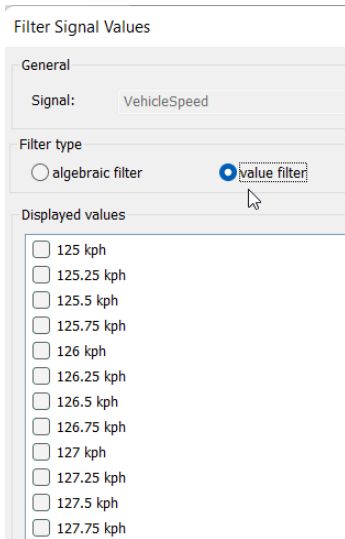 Filter Signal Values
General
Signal: VehicleSpeed
Filter type
algebraic filter value filter
Displayed values
125 kph
125.25 kph
125.5 kph
125.75 kph
126 kph
126.25 kph
126.5 kph
126.75 kph
127 kph
127.25 kph
127.5 kph
127.75 kph